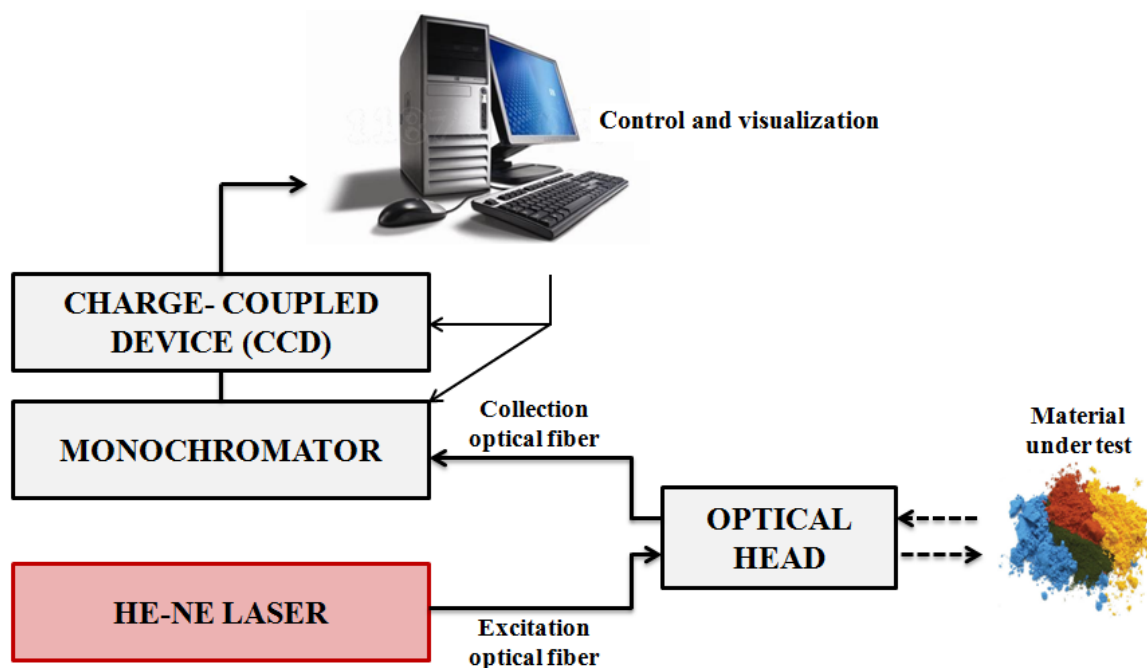 Control and visualization
CHARGE- COUPLED
DEVICE (CCD)
MONOCHROMATOR
Collection
optical fiber
Material
under test
OPTICAL
HEAD
HE-NE LASER
Excitation
optical fiber